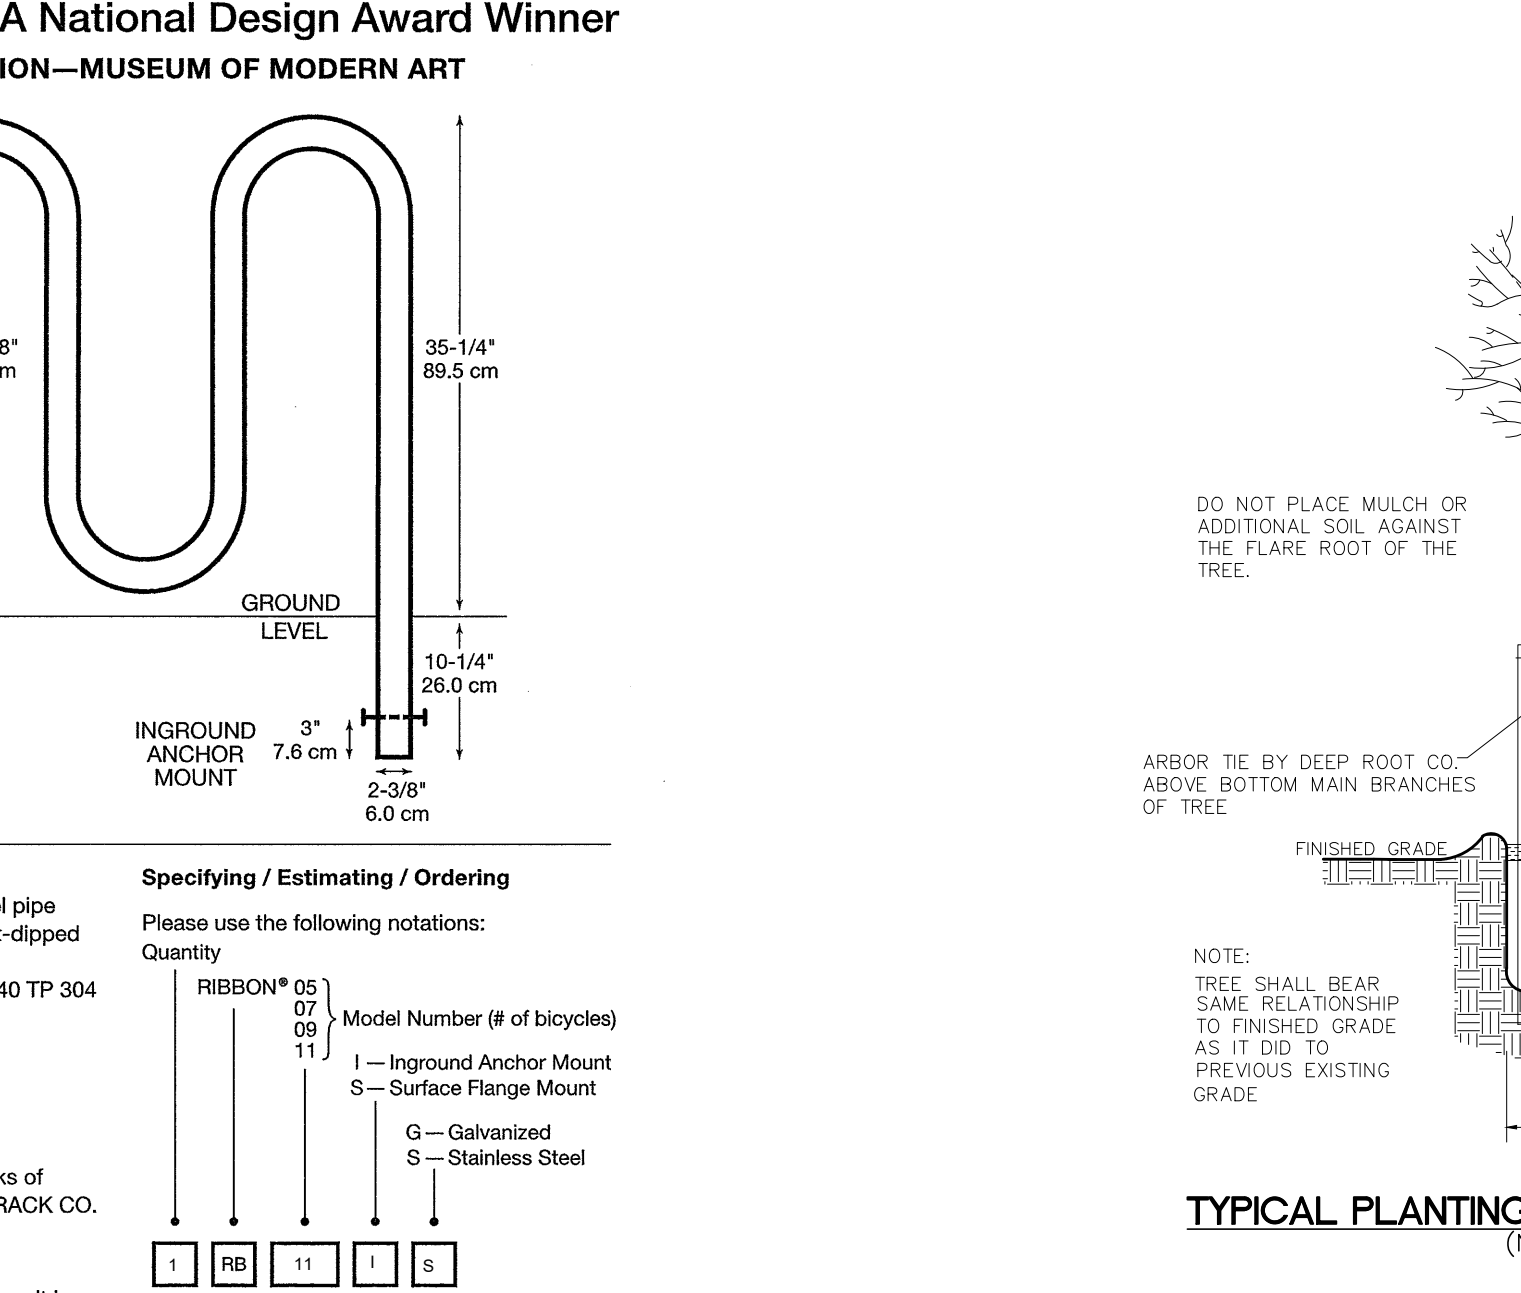 A National Design Award Winner
ION—MUSEUM OF MODERN ART
8"
m
35-1/4"
89.5 cm
GROUND
LEVEL
10-1/4"
26.0 cm
INGROUND
ANCHOR
MOUNT
3"
7.6 cm
2-3/8"
6.0 cm
l pipe
t-dipped
40 TP 304
ks of
RACK CO.
Specifying / Estimating / Ordering
Please use the following notations:
Quantity
RIBBON® 05
07
09
11
Model Number (# of bicycles)
I — Inground Anchor Mount
S — Surface Flange Mount
G — Galvanized
S — Stainless Steel
1 RB 11 I S
DO NOT PLACE MULCH OR
ADDITIONAL SOIL AGAINST
THE FLARE ROOT OF THE
TREE.
ARBOR TIE BY DEEP ROOT CO.
ABOVE BOTTOM MAIN BRANCHES
OF TREE
FINISHED GRADE
NOTE:
TREE SHALL BEAR
SAME RELATIONSHIP
TO FINISHED GRADE
AS IT DID TO
PREVIOUS EXISTING
GRADE
TYPICAL PLANTING